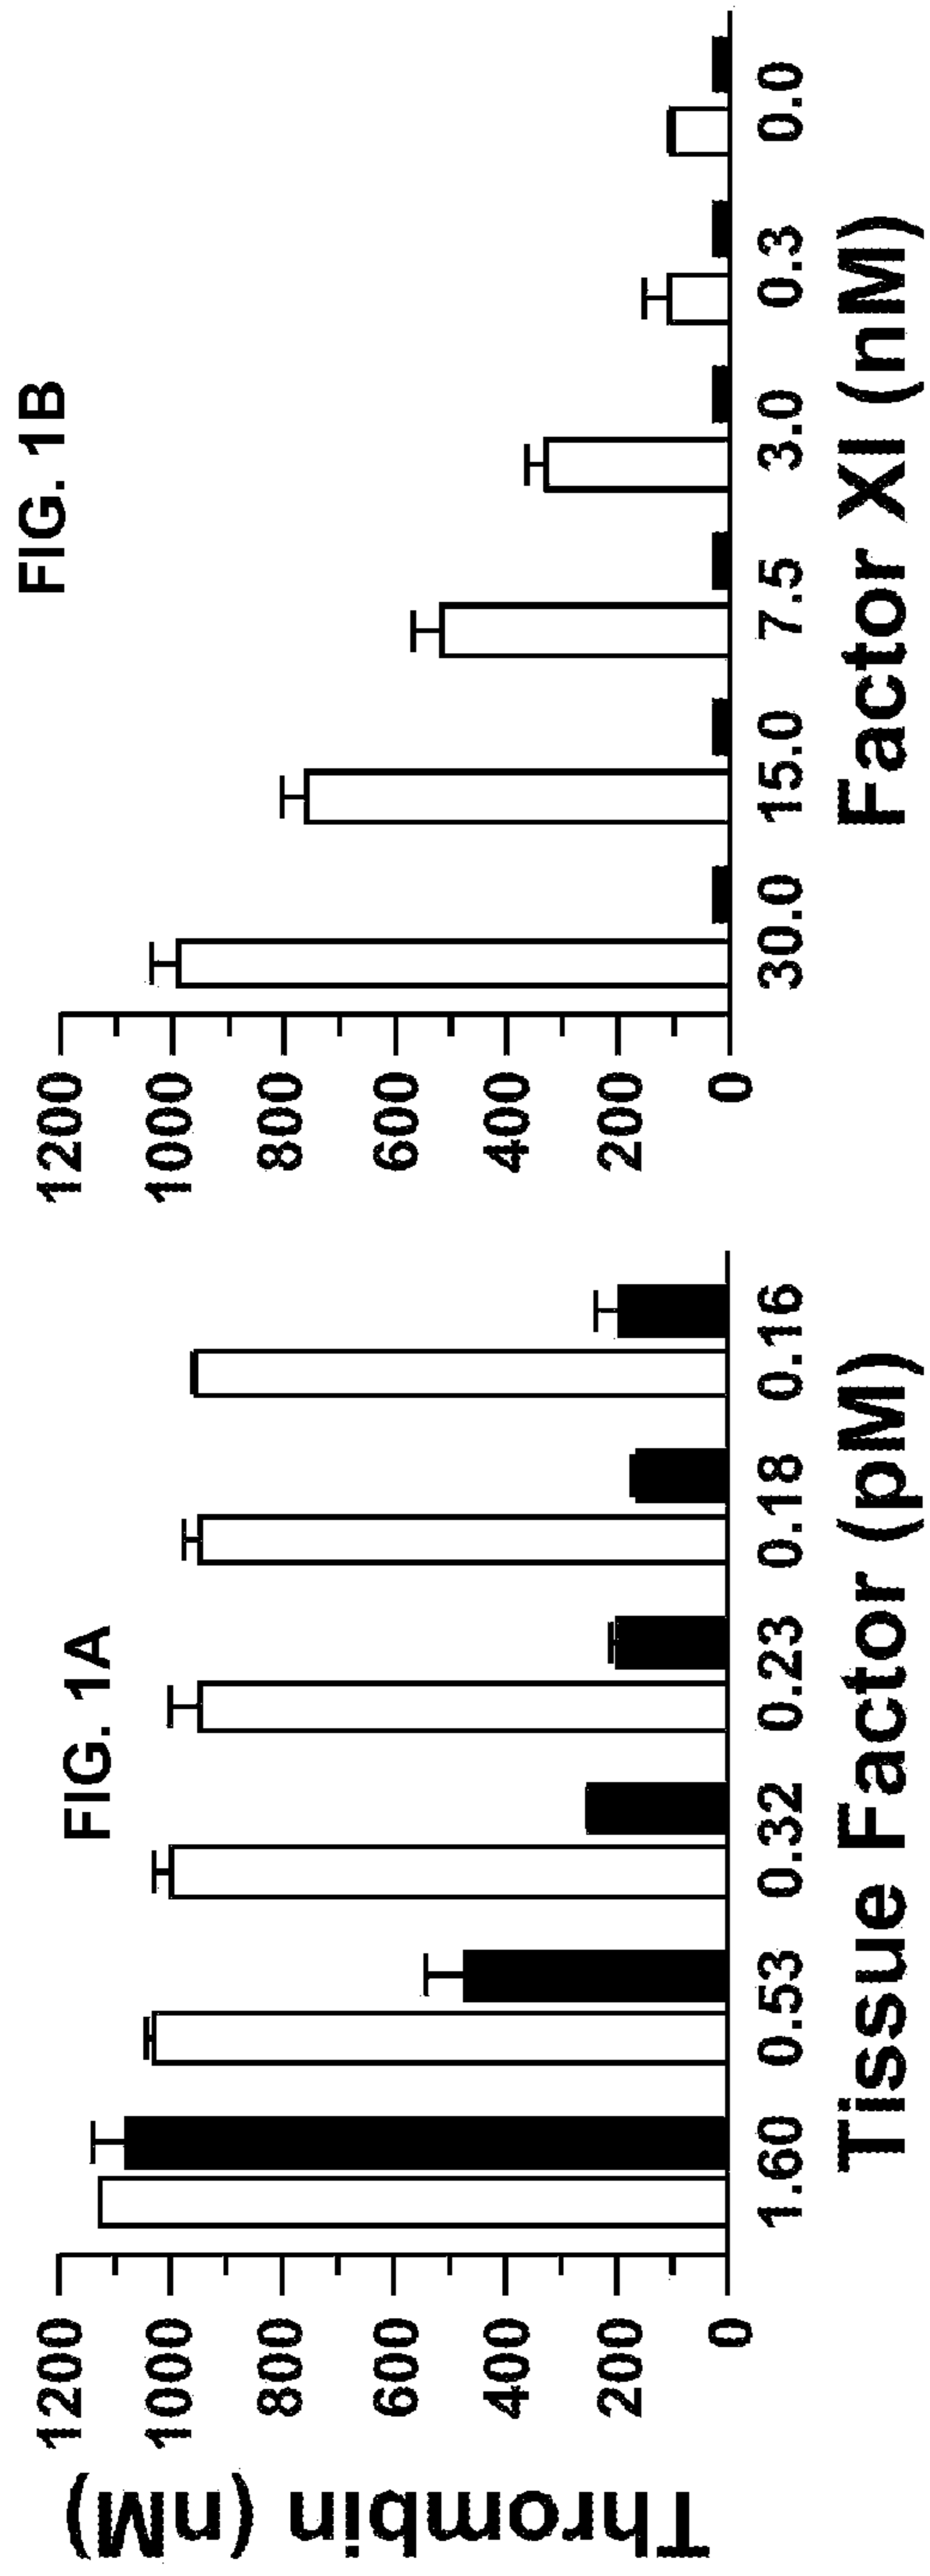 FIG. 1A
Thrombin (nM)
1200
1000
800
600
400
200
0
1.60 0.53 0.32 0.23 0.18 0.16
Tissue Factor (pM)
FIG. 1B
1200
1000
800
600
400
200
0
30.0 15.0 7.5 3.0 0.3 0.0
Factor XI (nM)